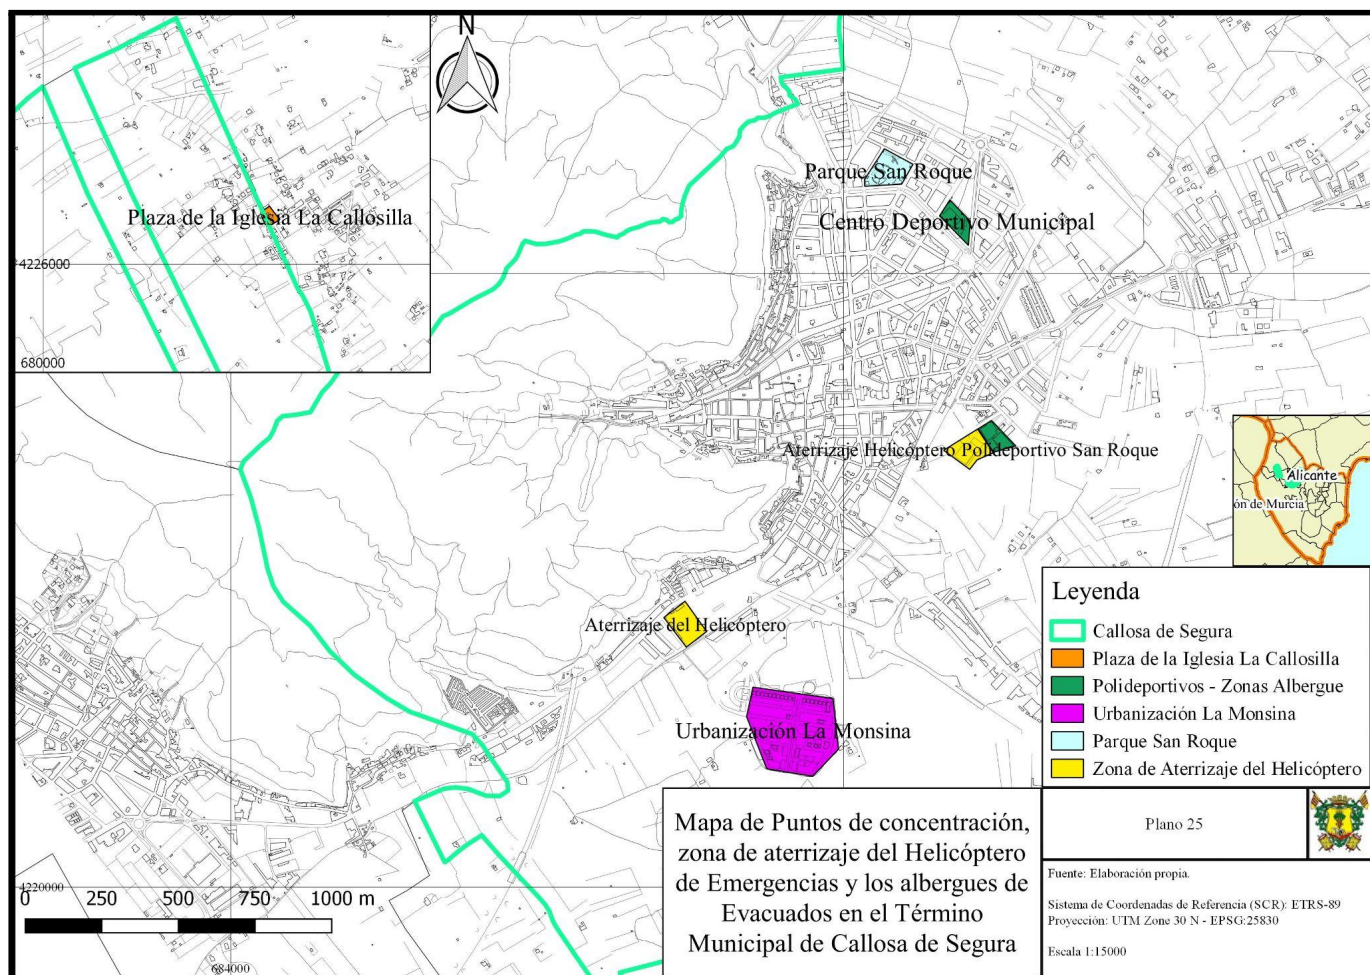 N
Parque San Roque
Centro Deportivo Municipal
Plaza de la Iglesia La Callosilla
4226000
680000
Aterrizaje Helicóptero Polideportivo San Roque
Alicante
ón de Murcia
Aterrizaje del Helicóptero
Urbanización La Monsina
Leyenda
Callosa de Segura
Plaza de la Iglesia La Callosilla
Polideportivos - Zonas Albergue
Urbanización La Monsina
Parque San Roque
Zona de Aterrizaje del Helicóptero
4220000
0 250 500 750 1000 m
684000
Mapa de Puntos de concentración,
zona de aterrizaje del Helicóptero
de Emergencias y los albergues de
Evacuados en el Término
Municipal de Callosa de Segura
Plano 25
Fuente: Elaboración propia.
Sistema de Coordenadas de Referencia (SCR): ETRS-89
Proyección: UTM Zone 30 N - EPSG:25830
Escala 1:15000